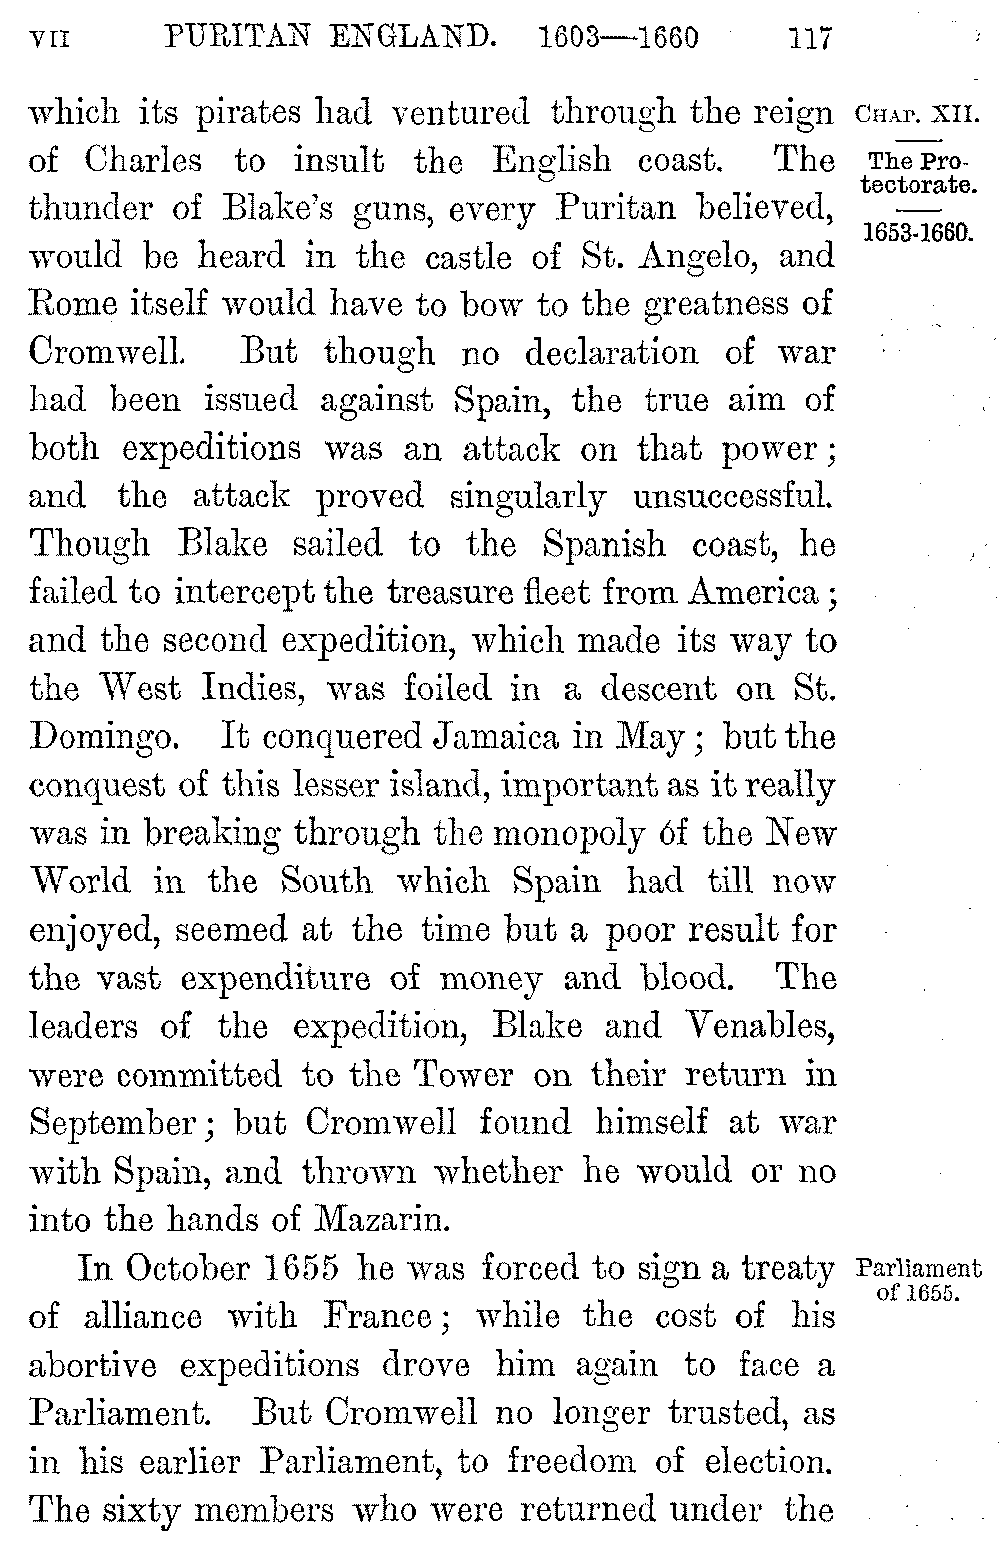 VII PURITAN ENGLAND. 1603—1660 117
which its pirates had ventured through the reign
of Charles to insult the English coast. The
thunder of Blake's guns, every Puritan believed,
would be heard in the castle of St. Angelo, and
Rome itself would have to bow to the greatness of
Cromwell. But though no declaration of war
had been issued against Spain, the true aim of
both expeditions was an attack on that power;
and the attack proved singularly unsuccessful.
Though Blake sailed to the Spanish coast, he
failed to intercept the treasure fleet from America;
and the second expedition, which made its way to
the West Indies, was foiled in a descent on St.
Domingo. It conquered Jamaica in May; but the
conquest of this lesser island, important as it really
was in breaking through the monopoly of the New
World in the South which Spain had till now
enjoyed, seemed at the time but a poor result for
the vast expenditure of money and blood. The
leaders of the expedition, Blake and Venables,
were committed to the Tower on their return in
September; but Cromwell found himself at war
with Spain, and thrown whether he would or no
into the hands of Mazarin.
In October 1655 he was forced to sign a treaty
of alliance with France; while the cost of his
abortive expeditions drove him again to face a
Parliament. But Cromwell no longer trusted, as
in his earlier Parliament, to freedom of election.
The sixty members who were returned under the
CHAP. XII.
The Pro-
tectorate.
1653-1660.
Parliament
of 1655.